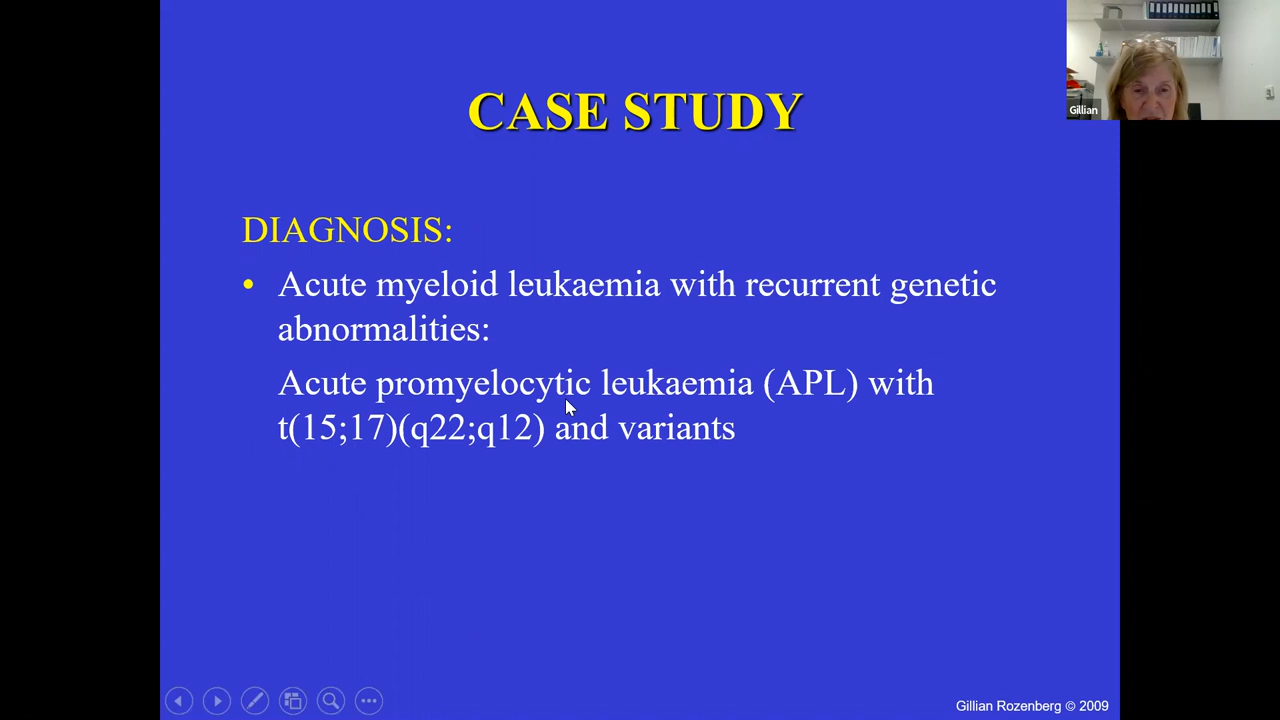 CASE STUDY
Gillian
DIAGNOSIS:
• Acute myeloid leukaemia with recurrent genetic
abnormalities:
Acute promyelocytic leukaemia (APL) with
t(15;17)(q22;q12) and variants
Gillian Rozenberg © 2009